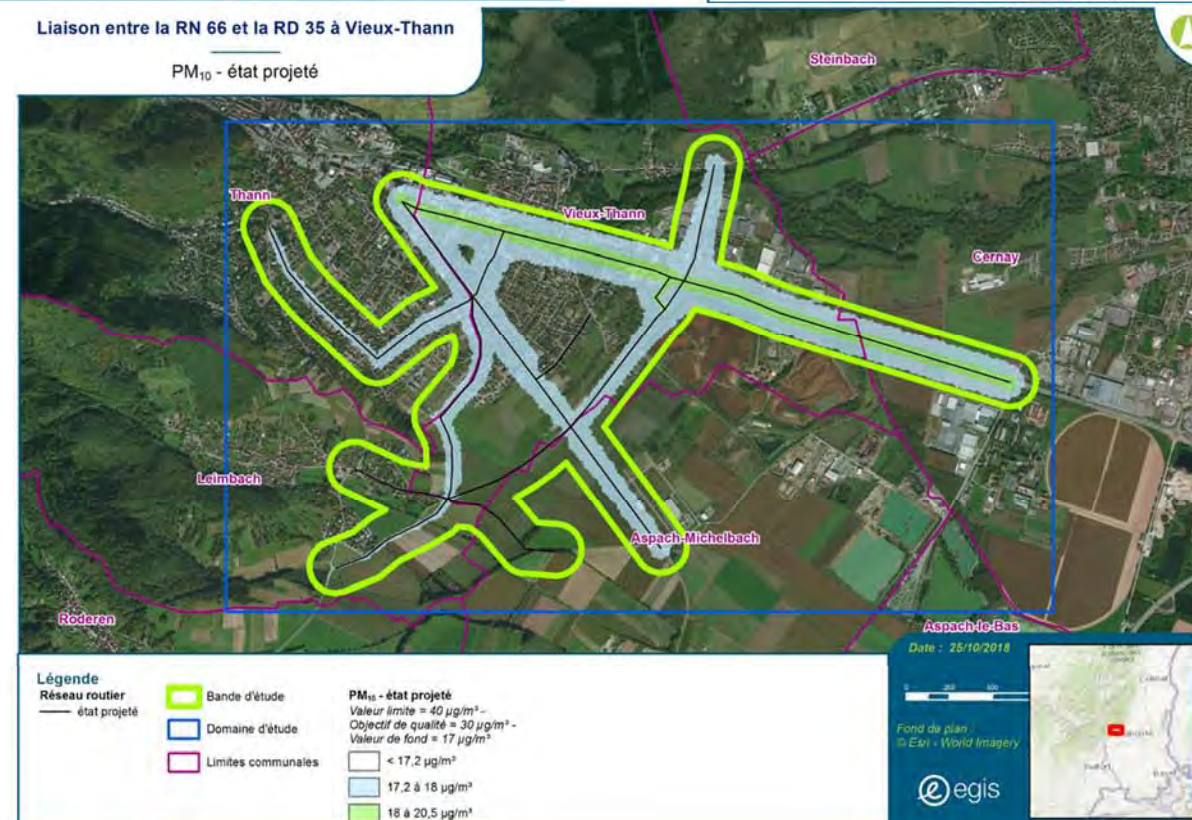 Liaison entre la RN 66 et la RD 35 à Vieux-Thann
PM₁₀ - état projeté
Steinbach
Thann
Vieux-Thann
Cernay
Leimbach
Aspach-Michelbach
Roderen
Aspach-le-Bas
Légende
Réseau routier
état projeté
Bande d'étude
Domaine d'étude
Limites communales
PM₁₀ - état projeté
Valeur limite = 40 µg/m³ -
Objectif de qualité = 30 µg/m³ -
Valeur de fond = 17 µg/m³
< 17,2 µg/m³
17,2 à 18 µg/m³
18 à 20,5 µg/m³
Date : 25/10/2018
0
Fond de plan :
© Esri - World Imagery
egis